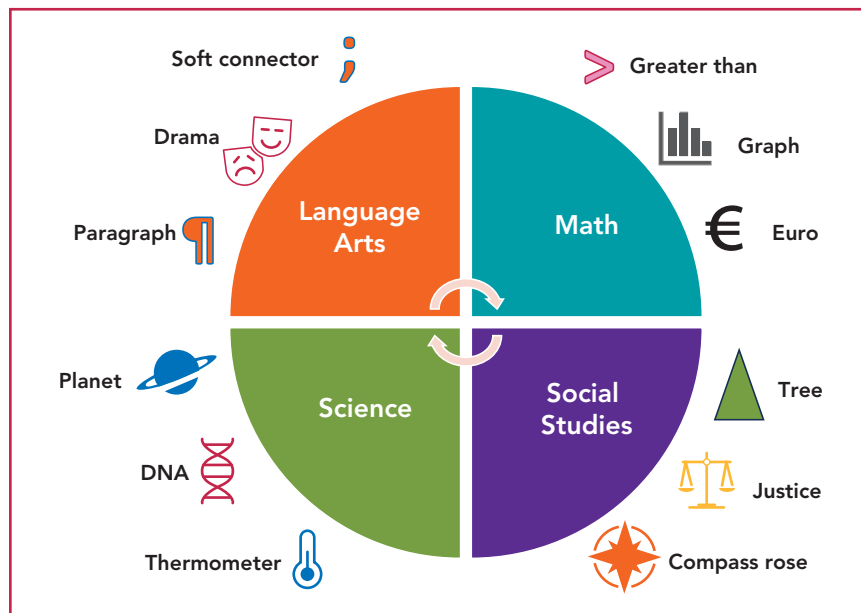 Soft connector
;
>
Greater than
Drama
Graph
Paragraph
¶
Language
Arts
Math
€
Euro
Planet
Science
Social
Studies
Tree
DNA
Justice
Thermometer
Compass rose